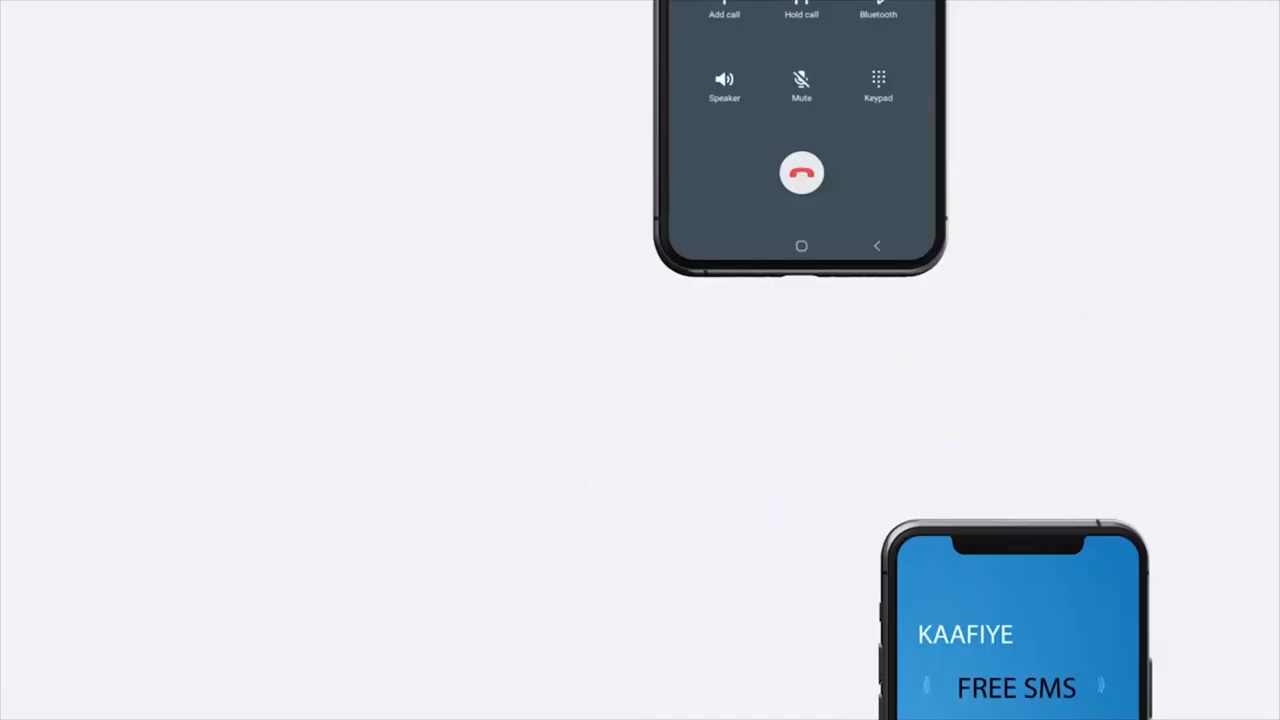 Add call Hold call Bluetooth
Speaker Mute Keypad
KAAFIYE
FREE SMS